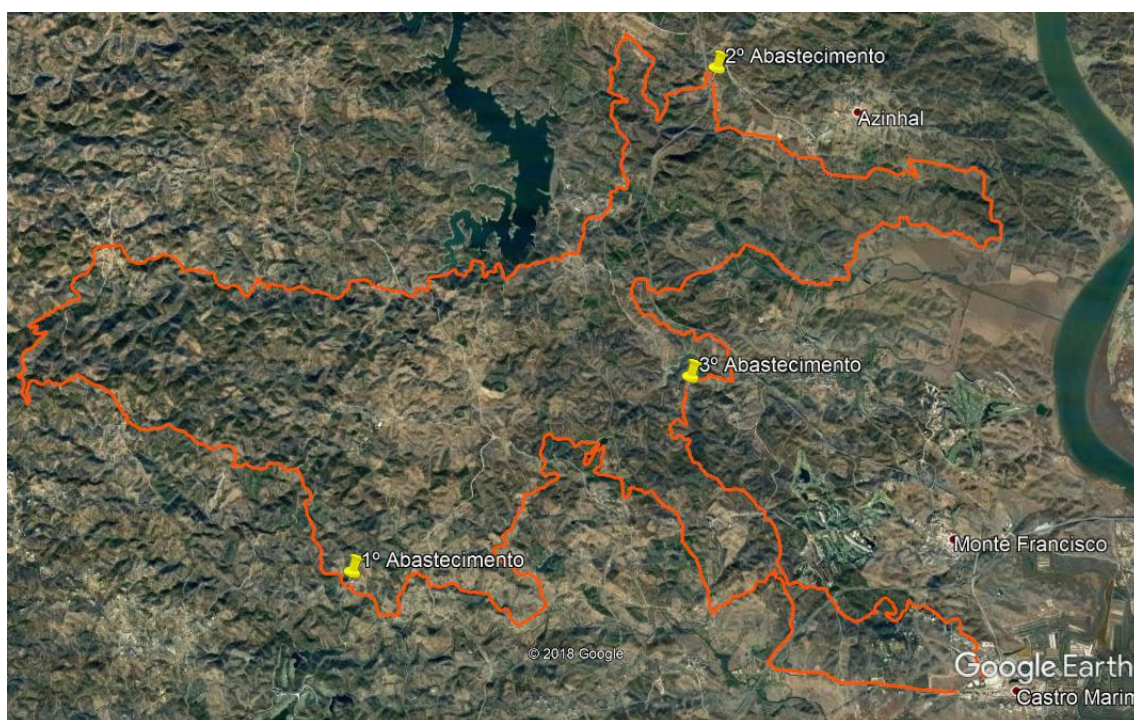 2º Abastecimento
Azinhal
3º Abastecimento
Monte Francisco
1º Abastecimento
© 2018 Google
Google Earth
Castro Marim